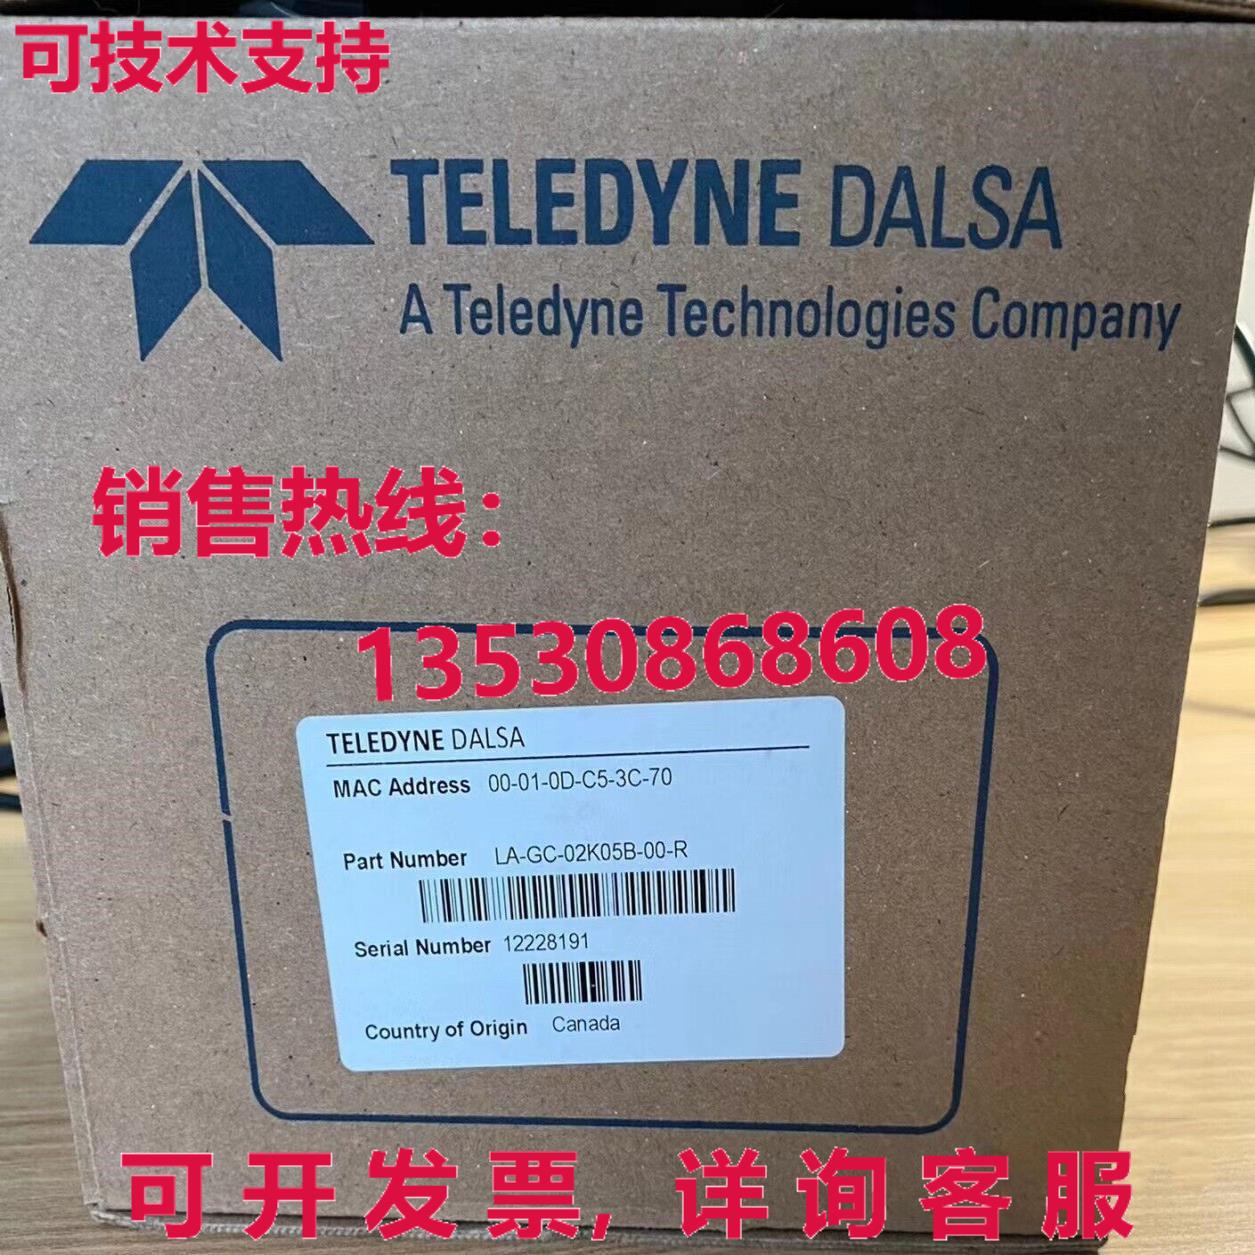 可技术支持
TELEDYNE DALSA
A Teledyne Technologies Company
销售热线：
13530868608
TELEDYNE DALSA
MAC Address 00-01-0D-C5-3C-70
Part Number LA-GC-02K05B-00-R
Serial Number 12228191
Country of Origin Canada
可开发票, 详询客服